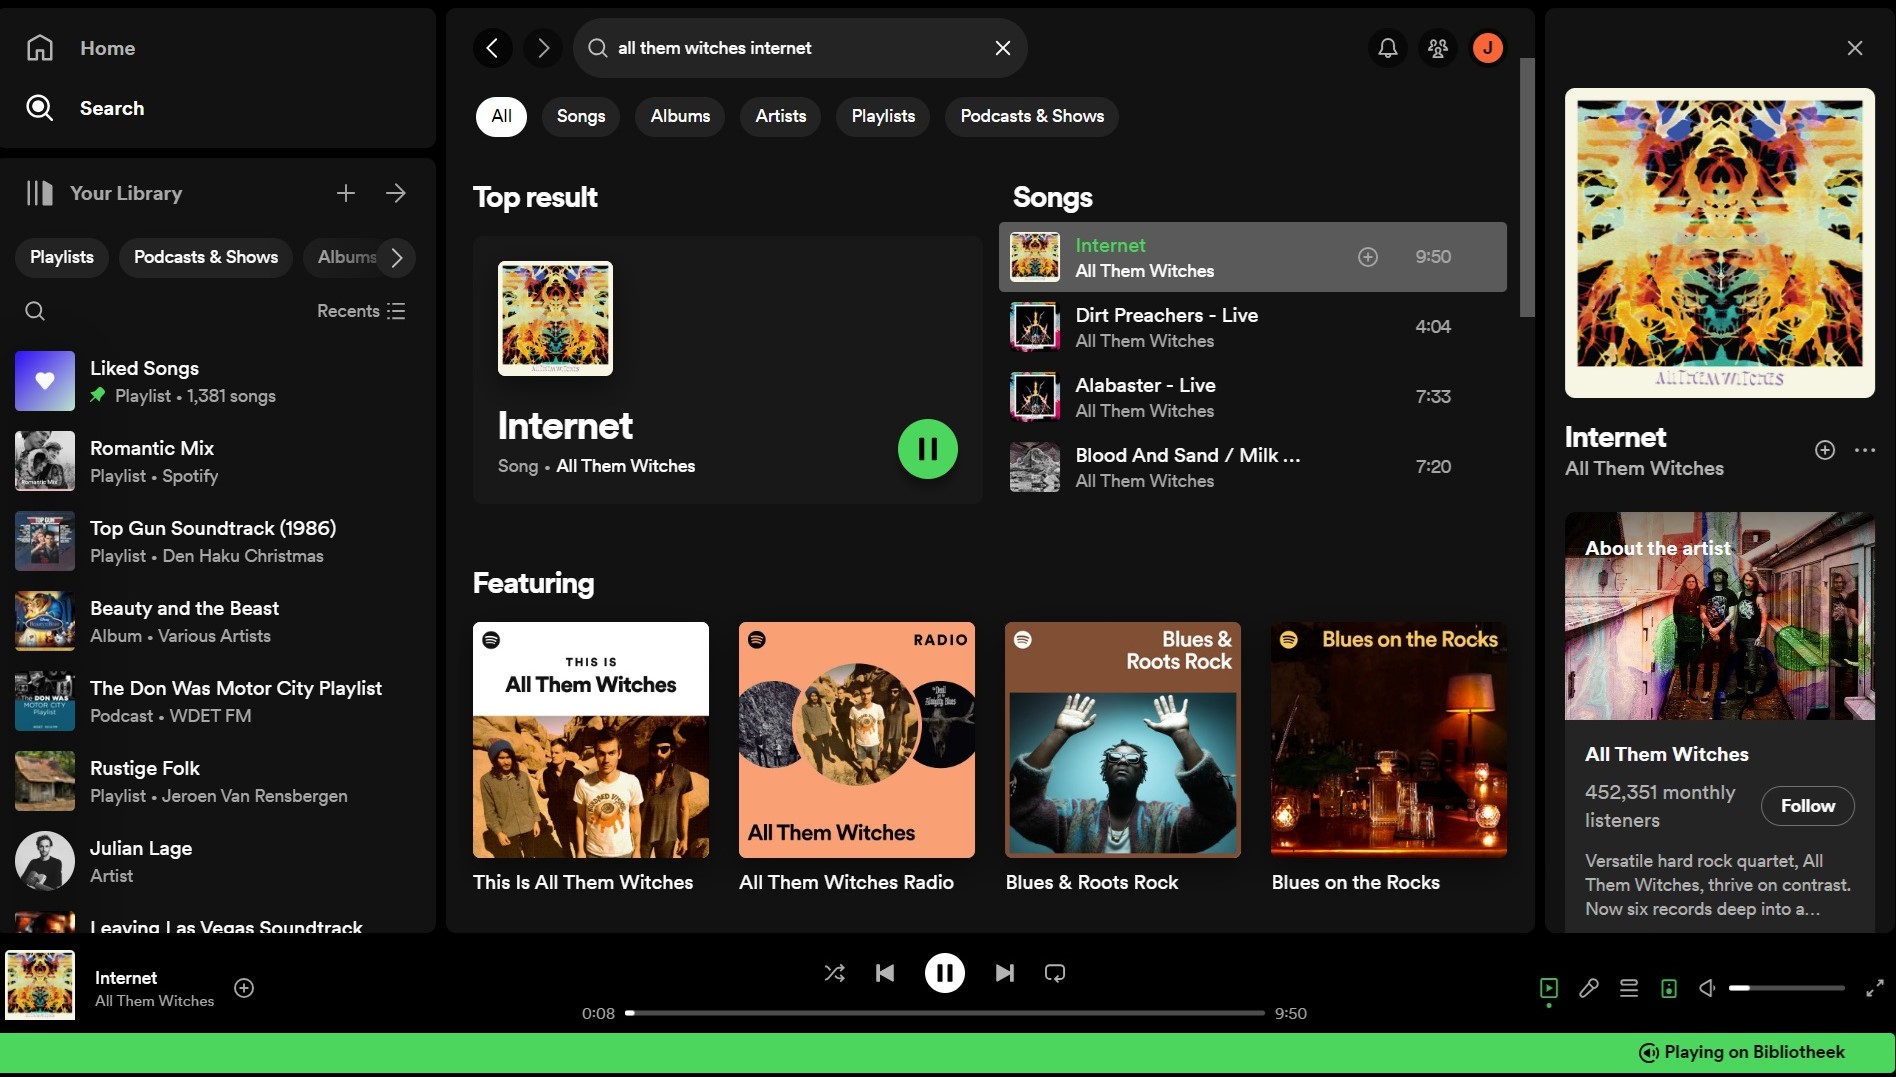 Home
Search
Your Library
Playlists
Podcasts & Shows
Albums
Recents
Liked Songs
Playlist • 1,381 songs
Romantic Mix
Playlist • Spotify
Top Gun Soundtrack (1986)
Playlist • Den Haku Christmas
Beauty and the Beast
Album • Various Artists
The Don Was Motor City Playlist
Podcast • WDET FM
Rustige Folk
Playlist • Jeroen Van Rensbergen
Julian Lage
Artist
Leaving Las Vegas Soundtrack
all them witches internet
J
All
Songs
Albums
Artists
Playlists
Podcasts & Shows
Top result
Internet
Song • All Them Witches
Songs
Internet
All Them Witches
9:50
Dirt Preachers - Live
All Them Witches
4:04
Alabaster - Live
All Them Witches
7:33
Blood And Sand / Milk ...
All Them Witches
7:20
Featuring
THIS IS
All Them Witches
This Is All Them Witches
RADIO
All Them Witches
All Them Witches Radio
Blues &
Roots Rock
Blues & Roots Rock
Blues on the Rocks
Blues on the Rocks
ALL THEM WITCHES
Internet
All Them Witches
About the artist
All Them Witches
452,351 monthly
listeners
Follow
Versatile hard rock quartet, All
Them Witches, thrive on contrast.
Now six records deep into a...
Internet
All Them Witches
0:08
9:50
Playing on Bibliotheek